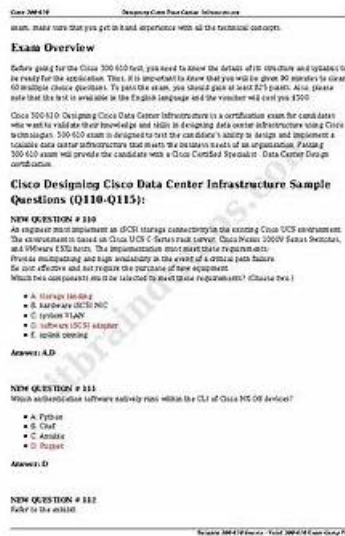 Cisco 300-610
Designing Cisco Data Center Infrastructure
exam, make sure that you get in hand experience with all the technical concepts.
Exam Overview
Before going for the Cisco 300-610 test, you need to know the details of its structure and syllabus to
be ready for the application. Thus, it is important to know that you will be given 90 minutes to clear
60 multiple choice questions. To pass the exam, you should gain at least 825 points. Also, please
note that the test is available in the English language and the voucher will cost you $300.
Cisco 300-610: Designing Cisco Data Center Infrastructure is a certification exam for candidates
who want to validate their knowledge and skills in designing data center infrastructure using Cisco
technologies. 300-610 exam is designed to test the candidate's ability to design and implement a
scalable data center infrastructure that meets the business needs of an organization. Passing
300-610 exam will provide the candidate with a Cisco Certified Specialist - Data Center Design
certification.
Cisco Designing Cisco Data Center Infrastructure Sample
Questions (Q110-Q115):
NEW QUESTION # 110
An engineer must implement an iSCSI storage connectivity in the existing Cisco UCS environment.
The environment is based on Cisco UCS C-Series rack server, Cisco Nexus 1000V Series Switches,
and VMware ESXi hosts. The implementation must meet these requirements:
Provide multipathing and high availability in the event of a critical path failure.
Be cost effective and not require the purchase of new equipment.
Which two components must be selected to meet these requirements? (Choose two.)
A. storage binding
B. hardware iSCSI NIC
C. system VLAN
D. software iSCSI adapter
E. uplink pinning
Answer: A,D
NEW QUESTION # 111
Which authentication software natively runs within the CLI of Cisco NX-OS devices?
A. Python
B. Chef
C. Ansible
D. Puppet
Answer: D
NEW QUESTION # 112
Refer to the exhibit.